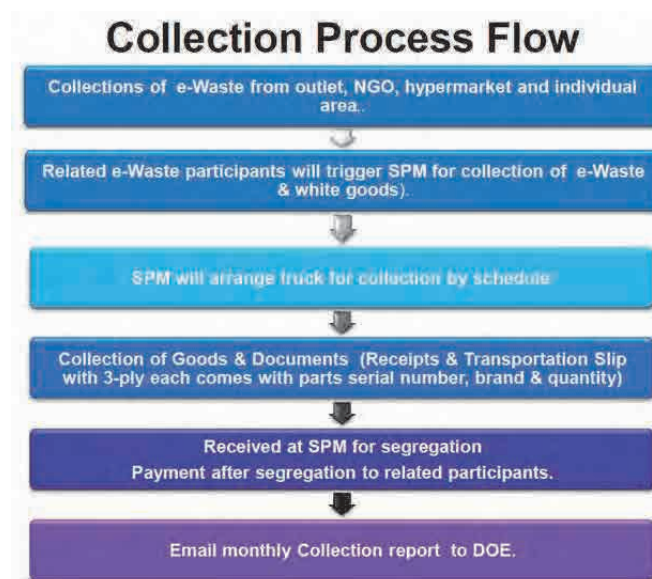 Collection Process Flow
Collections of e-Waste from outlet, NGO, hypermarket and individual
area..
Related e-Waste participants will trigger SPM for collection of e-Waste
& white goods).
SPM will arrange truck for collection by schedule
Collection of Goods & Documents (Receipts & Transportation Slip
with 3-ply each comes with parts serial number, brand & quantity)
Received at SPM for segregation
Payment after segregation to related participants.
Email monthly Collection report to DOE.